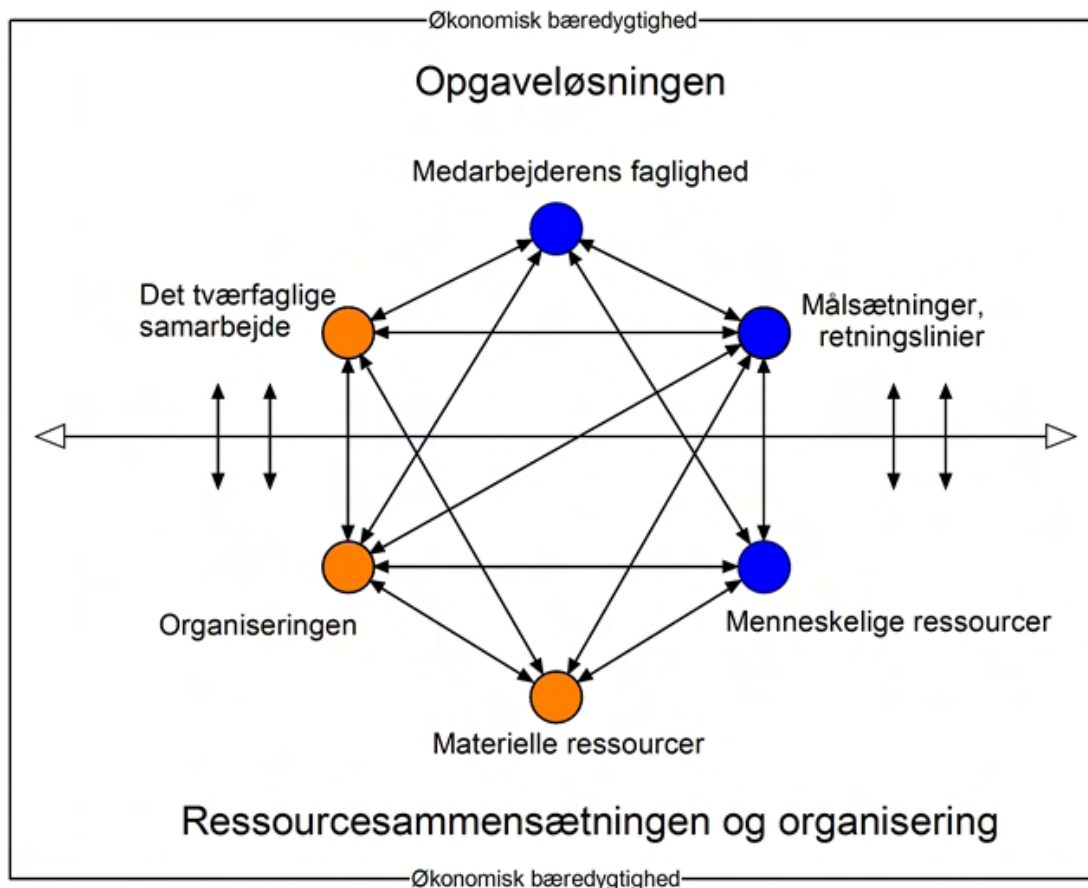 Økonomisk bæredygtighed
Opgaveløsningen
Medarbejderens faglighed
Det tværfaglige
samarbejde
Målsætninger,
retningslinier
Organiseringen
Menneskelige ressourcer
Materielle ressourcer
Ressourcesammensætningen og organisering
Økonomisk bæredygtighed